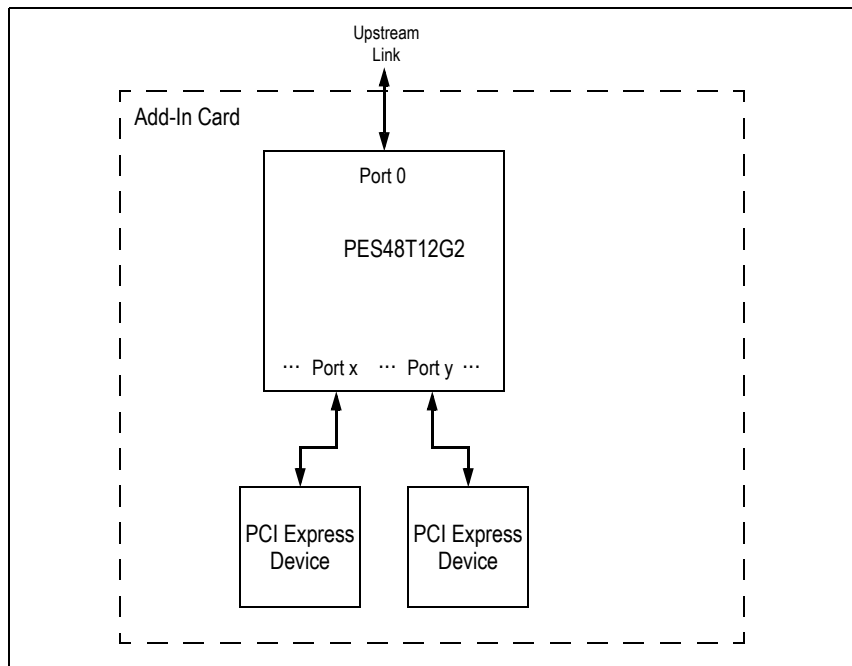 Upstream
Link
Add-In Card
Port 0
PES48T12G2
··· Port x ··· Port y ···
PCI Express
Device
PCI Express
Device